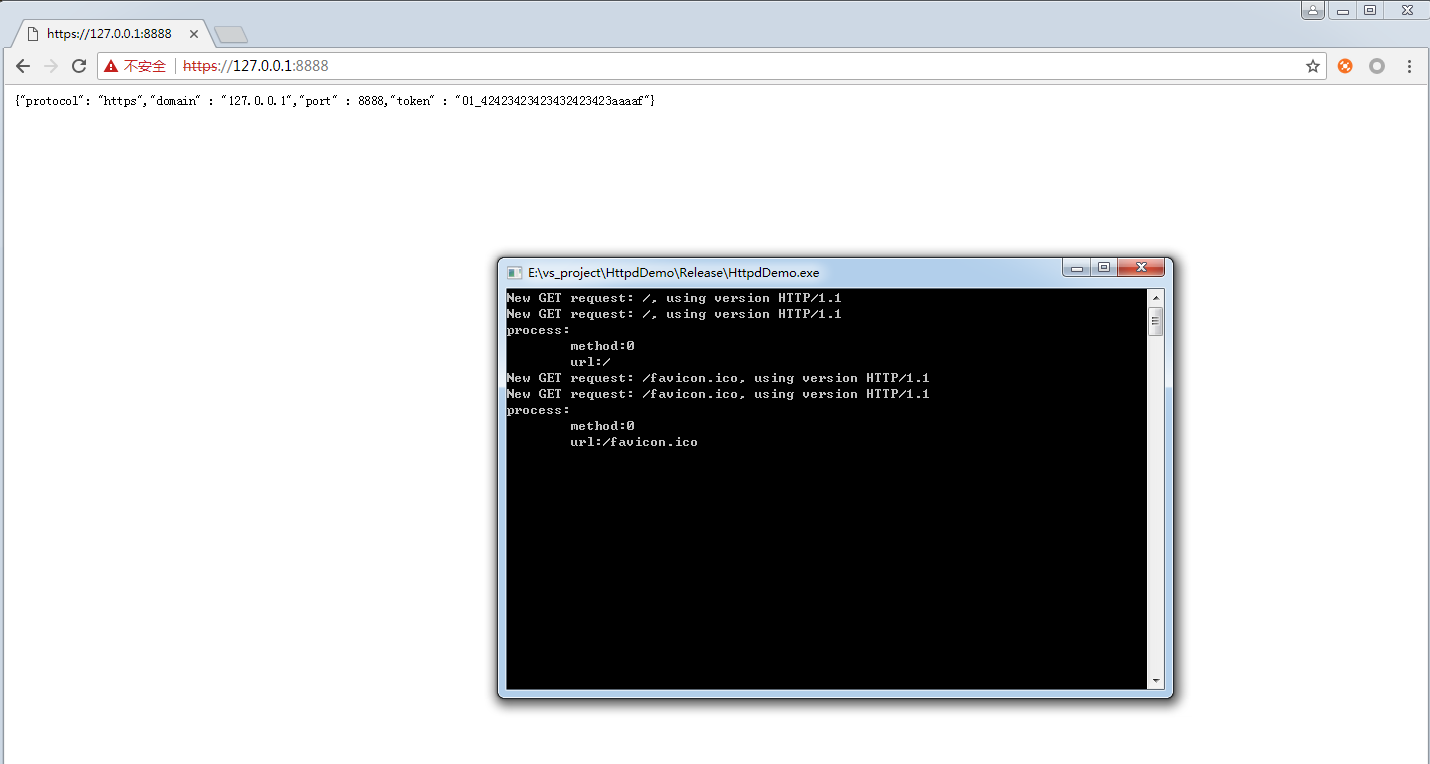 https://127.0.0.1:8888
不安全 https://127.0.0.1:8888
{"protocol": "https","domain" : "127.0.0.1","port" : 8888,"token" : "01_42423423423432423423aaaaf"}
E:\vs_project\HttpdDemo\Release\HttpdDemo.exe
New GET request: /, using version HTTP/1.1
New GET request: /, using version HTTP/1.1
process:
method:0
url:/
New GET request: /favicon.ico, using version HTTP/1.1
New GET request: /favicon.ico, using version HTTP/1.1
process:
method:0
url:/favicon.ico